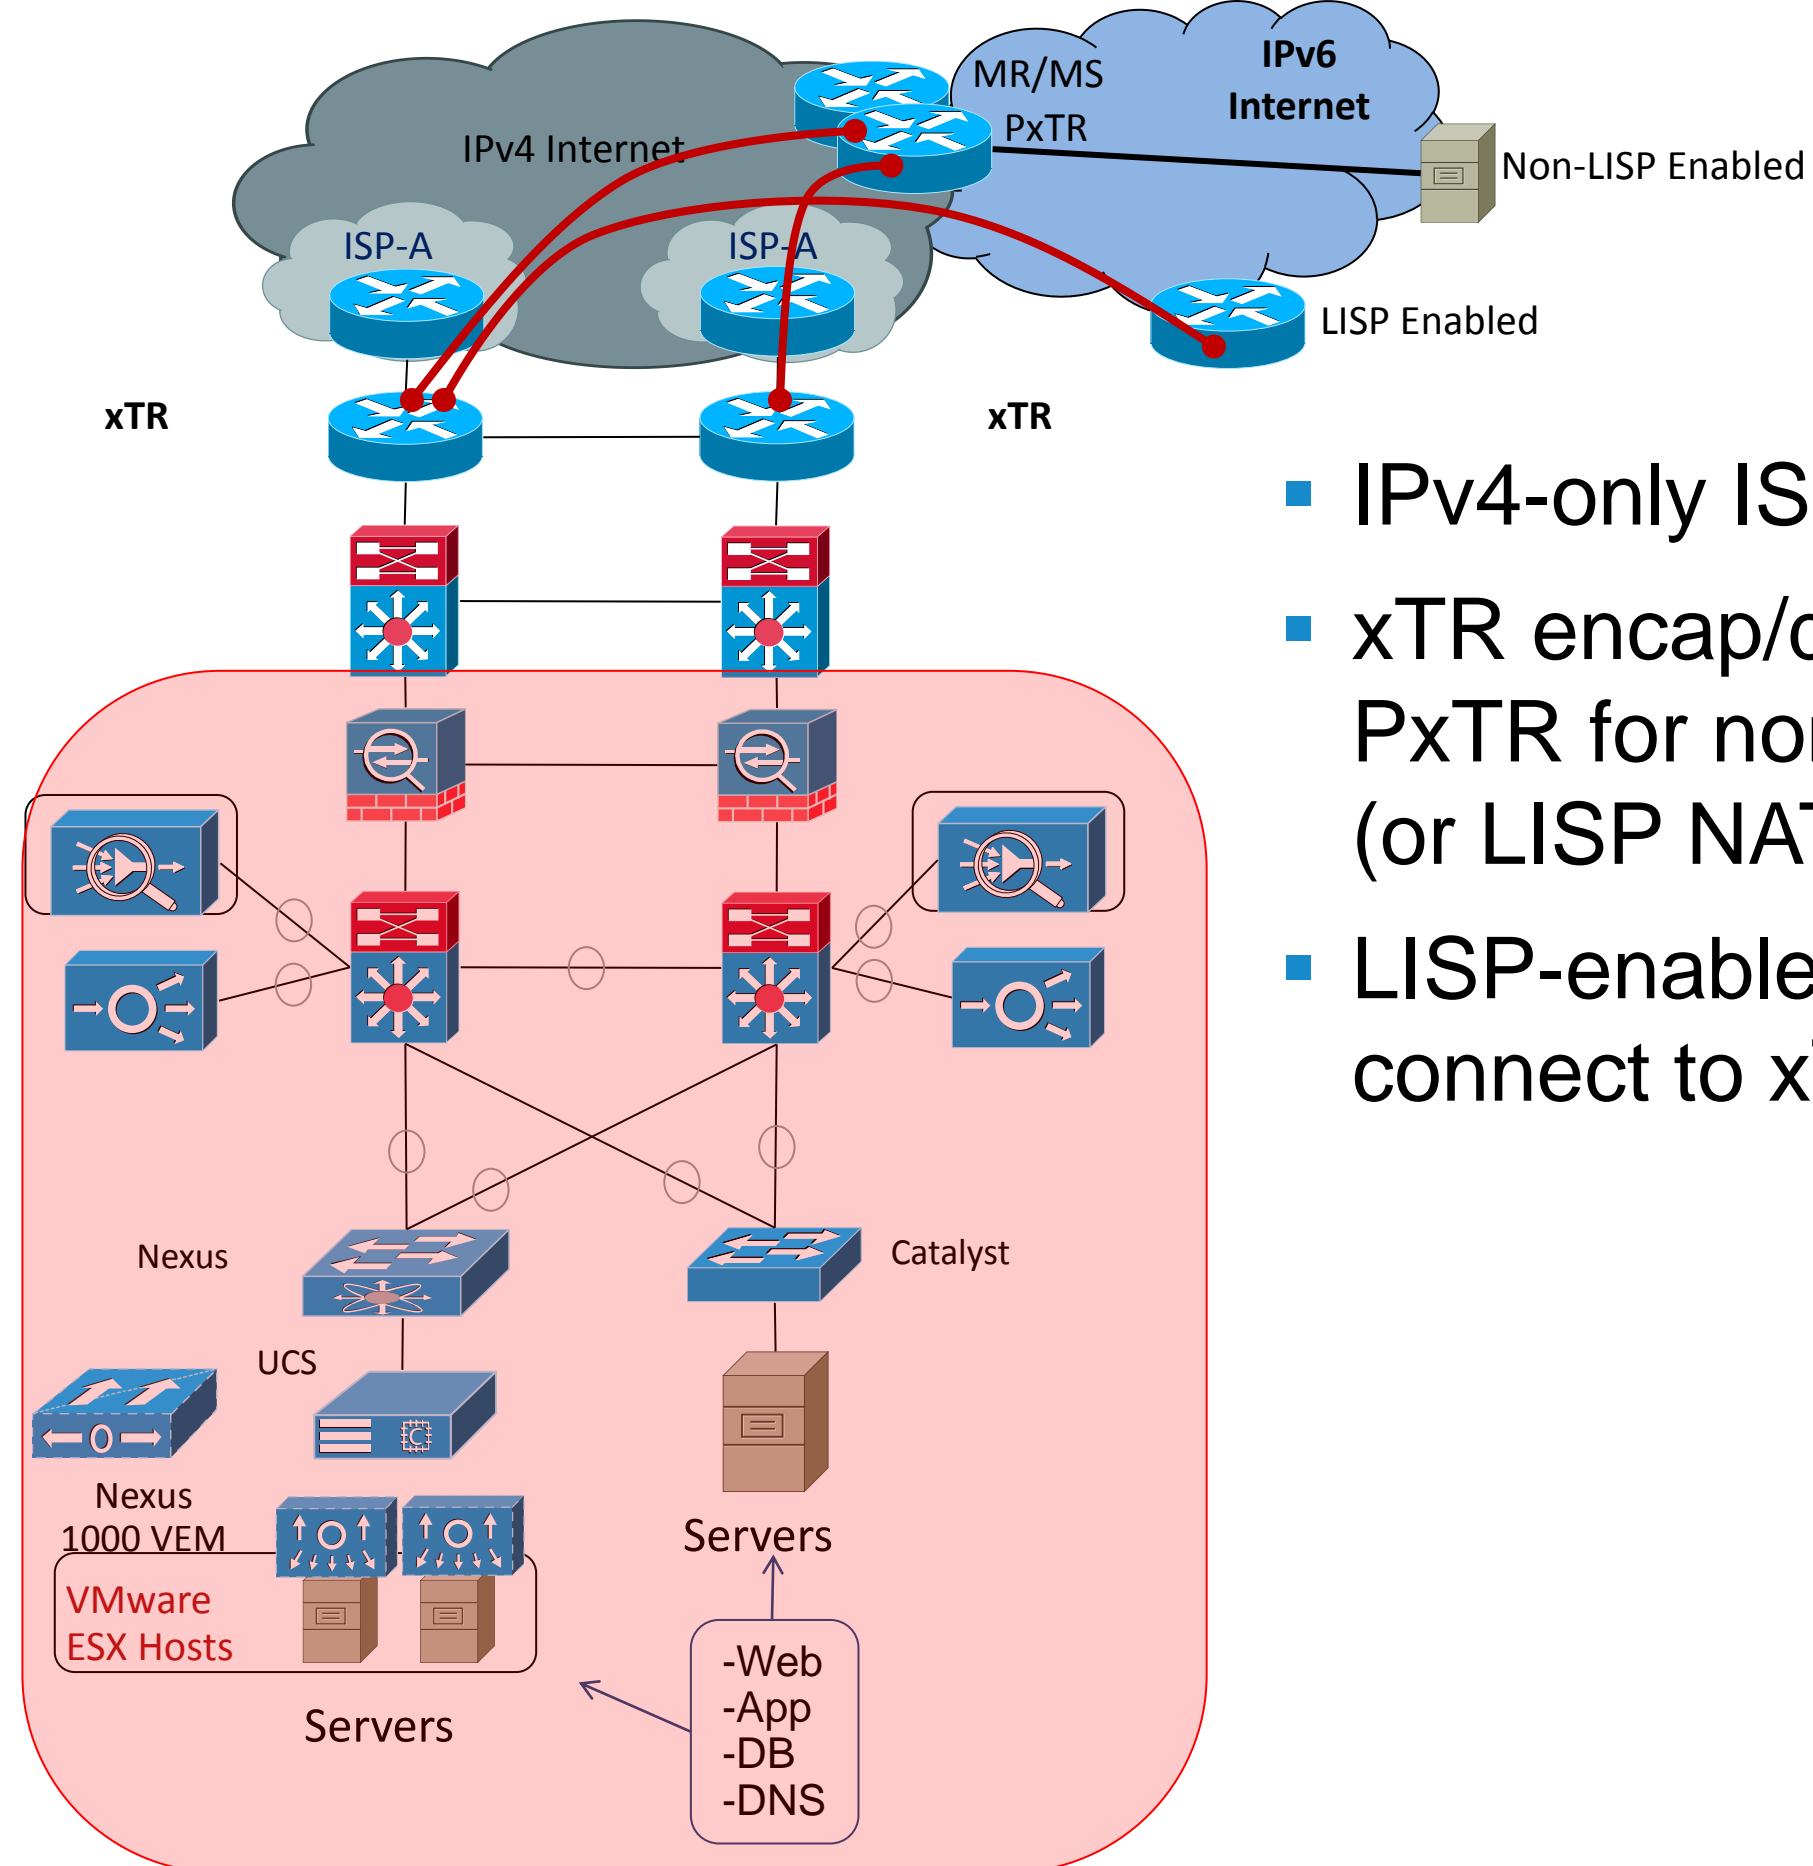 IPv6
Internet
MR/MS
PxTR
IPv4 Internet
Non-LISP Enabled
ISP-A
ISP-A
LISP Enabled
xTR
xTR
IPv4-only IS
xTR encap/
PxTR for
(or LISP NAT
LISP-enable
connect to
Nexus
Catalyst
UCS
Nexus
1000 VEM
Servers
VMware
ESX Hosts
-Web
-App
-DB
-DNS
Servers